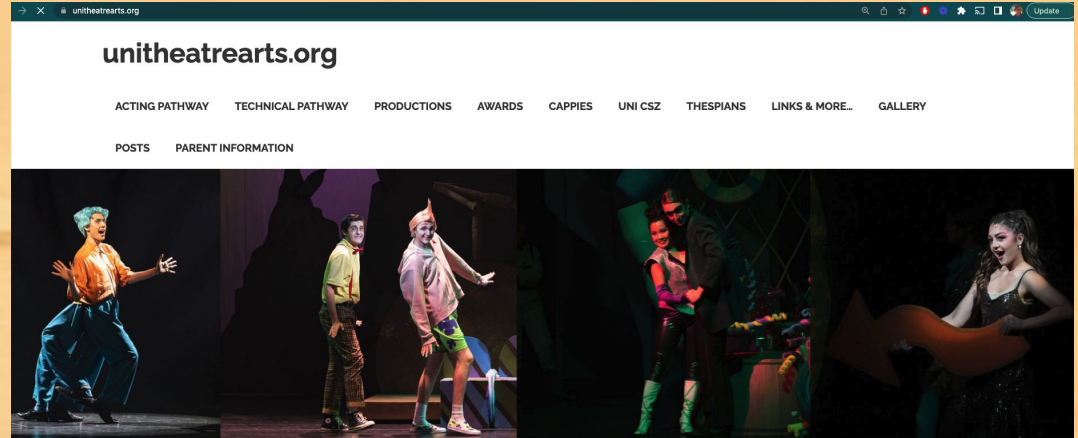 unitheatrearts.org
Update
unitheatrearts.org
ACTING PATHWAY TECHNICAL PATHWAY PRODUCTIONS AWARDS CAPPIES UNI CSZ THESPIANS LINKS & MORE... GALLERY
POSTS PARENT INFORMATION